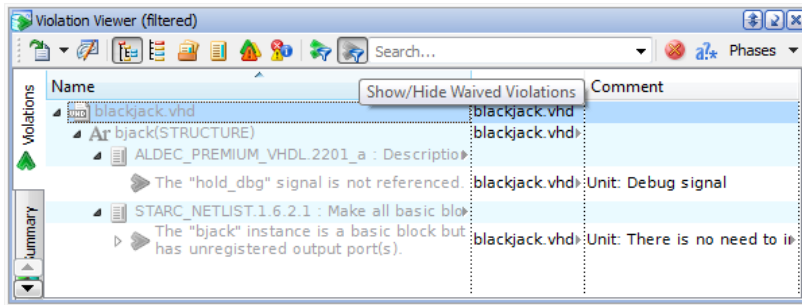 Violation Viewer (filtered)
Search...
Phases
Show/Hide Waived Violations
Name
Comment
Violations
Summary
blackjack.vhd
blackjack.vhd
Ar bjack(STRUCTURE)
blackjack.vhd
ALDEC_PREMIUM_VHDL.2201_a : Descriptio
The "hold_dbg" signal is not referenced.
blackjack.vhd
Unit: Debug signal
STARC_NETLIST.1.6.2.1 : Make all basic blo
The "bjack" instance is a basic block but
has unregistered output port(s).
blackjack.vhd
Unit: There is no need to i